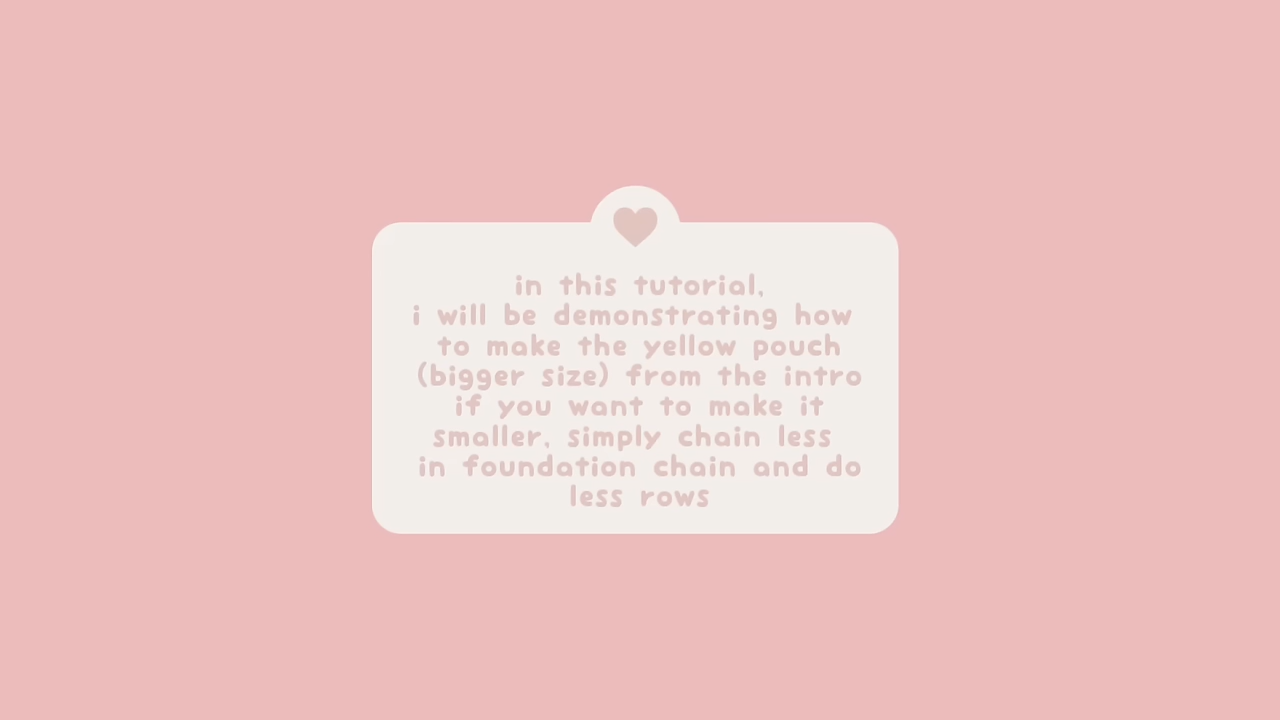 in this tutorial,
i will be demonstrating how
to make the yellow pouch
(bigger size) from the intro
if you want to make it
smaller, simply chain less
in foundation chain and do
less rows